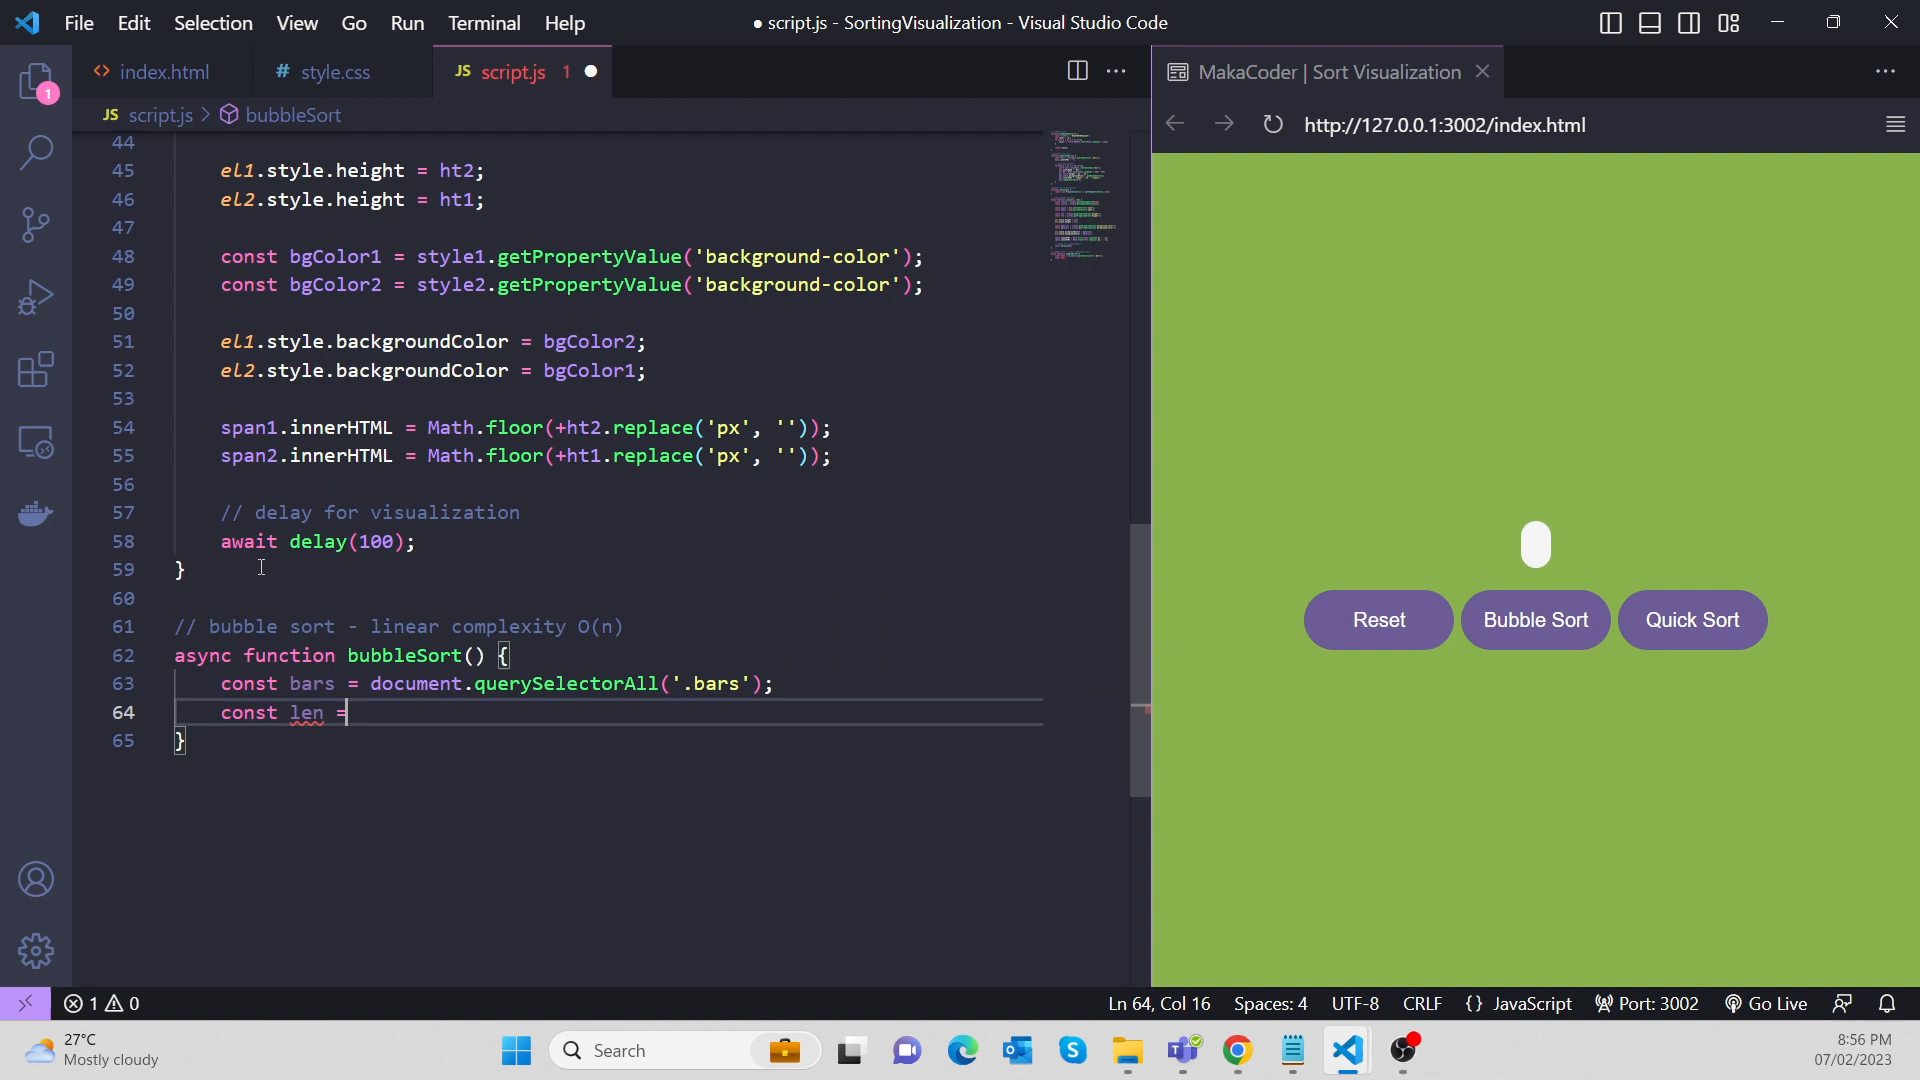 File Edit Selection View Go Run Terminal Help
● script.js - SortingVisualization - Visual Studio Code
<> index.html
# style.css
JS script.js 1 ●
MakaCoder | Sort Visualization
JS script.js > bubbleSort
http://127.0.0.1:3002/index.html
1
44
45 el1.style.height = ht2;
46 el2.style.height = ht1;
47
48 const bgColor1 = style1.getPropertyValue('background-color');
49 const bgColor2 = style2.getPropertyValue('background-color');
50
51 el1.style.backgroundColor = bgColor2;
52 el2.style.backgroundColor = bgColor1;
53
54 span1.innerHTML = Math.floor(+ht2.replace('px', ''));
55 span2.innerHTML = Math.floor(+ht1.replace('px', ''));
56
57 // delay for visualization
58 await delay(100);
59 }
60
61 // bubble sort - linear complexity O(n)
62 async function bubbleSort() {
63 const bars = document.querySelectorAll('.bars');
64 const len =
65 }
Reset
Bubble Sort
Quick Sort
1 0
Ln 64, Col 16 Spaces: 4 UTF-8 CRLF {} JavaScript Port: 3002 Go Live
27°C
Mostly cloudy
Search
8:56 PM
07/02/2023